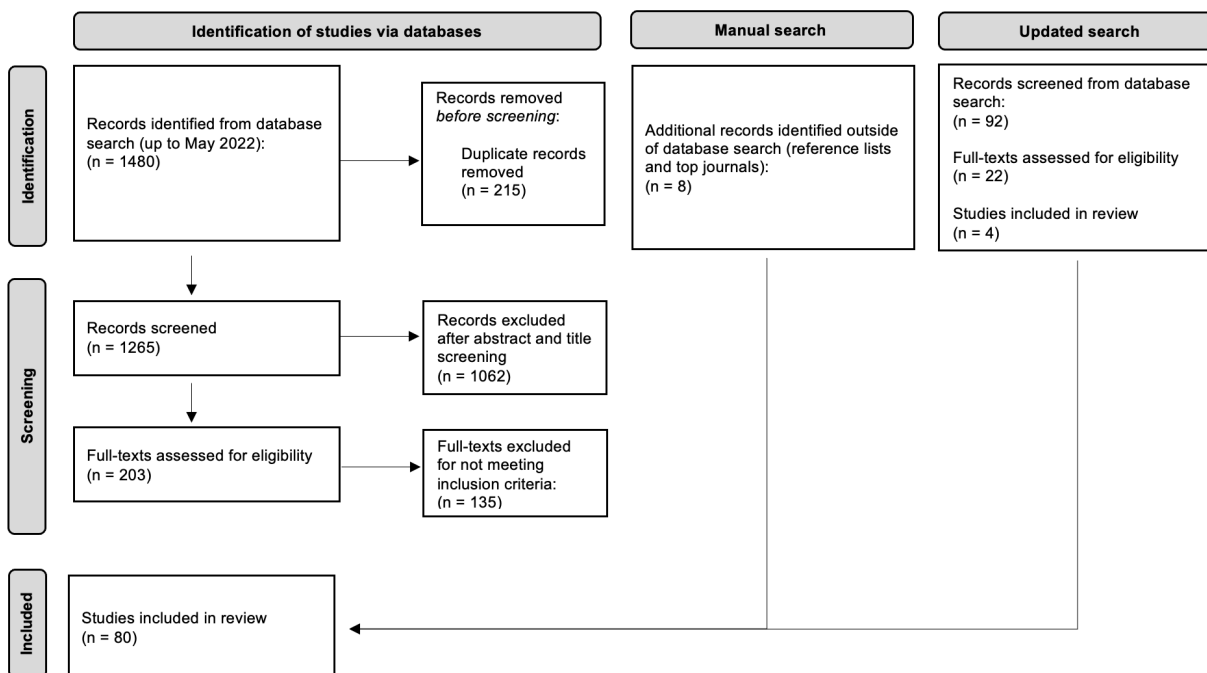 Identification of studies via databases
Manual search
Updated search
Identification
Records identified from database
search (up to May 2022):
(n = 1480)
Records removed
before screening:
Duplicate records
removed
(n = 215)
Additional records identified outside
of database search (reference lists
and top journals):
(n = 8)
Records screened from database
search:
(n = 92)
Full-texts assessed for eligibility
(n = 22)
Studies included in review
(n = 4)
Screening
Records screened
(n = 1265)
Records excluded
after abstract and title
screening
(n = 1062)
Full-texts assessed for eligibility
(n = 203)
Full-texts excluded
for not meeting
inclusion criteria:
(n = 135)
Included
Studies included in review
(n = 80)